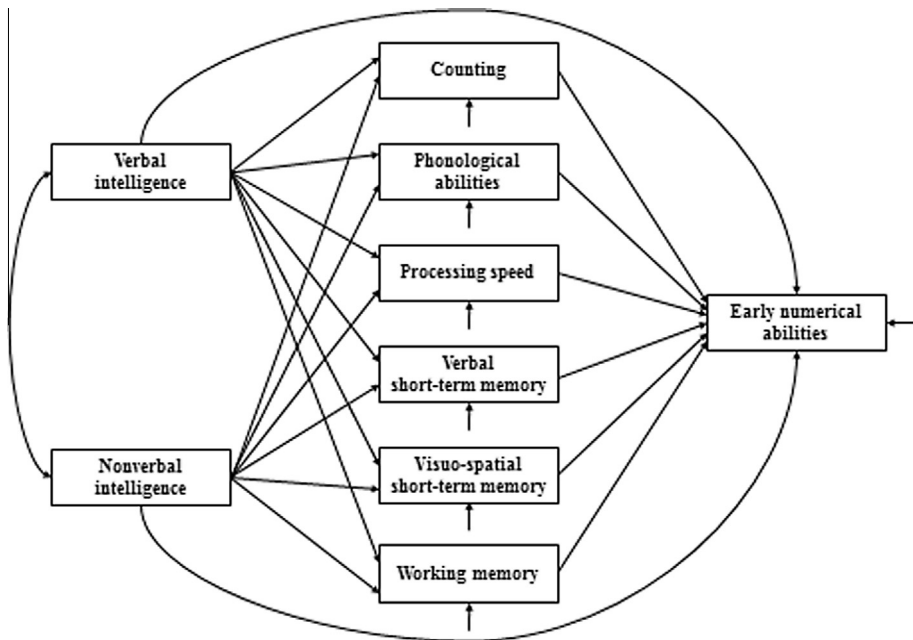 Counting
Verbal
intelligence
Phonological
abilities
Processing speed
Early numerical
abilities
Verbal
short-term memory
Nonverbal
intelligence
Visuo-spatial
short-term memory
Working memory